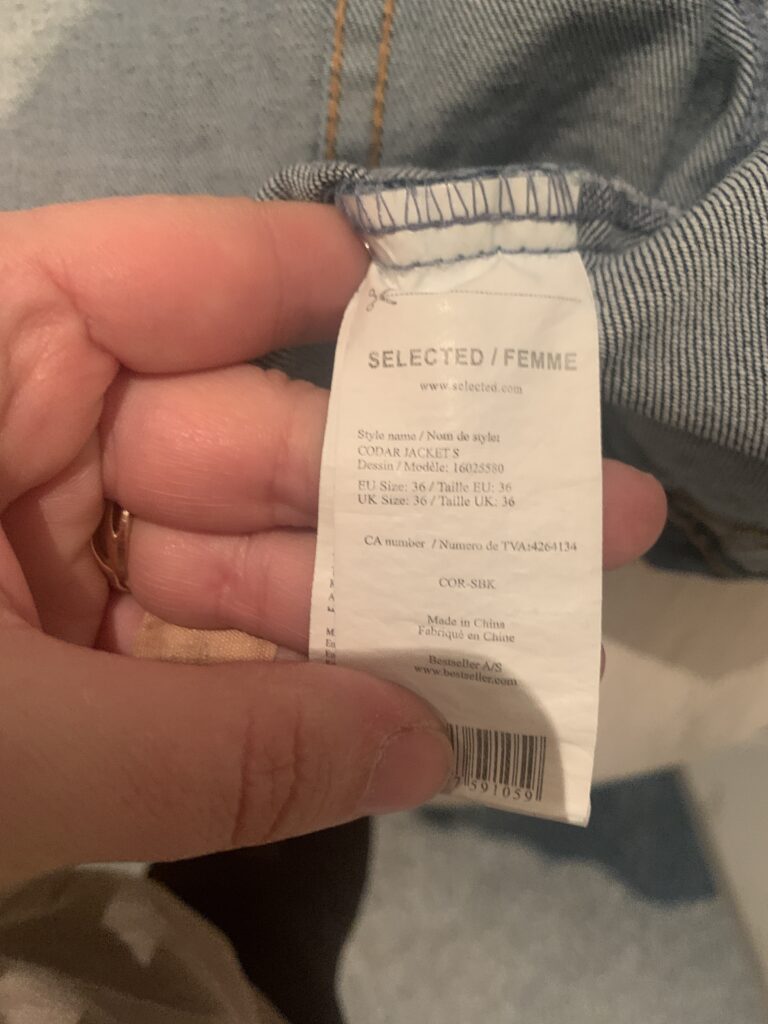 SELECTED / FEMME
www.selected.com
Style name / Nom de style:
CODAR JACKET S
Dessin / Modèle: 16025580
EU Size: 36 / Taille EU: 36
UK Size: 36 / Taille UK: 36
CA number / Numero de TVA:4264134
COR-SBK
Made in China
Fabriqué en Chine
Bestseller A/S
www.bestseller.com
591059